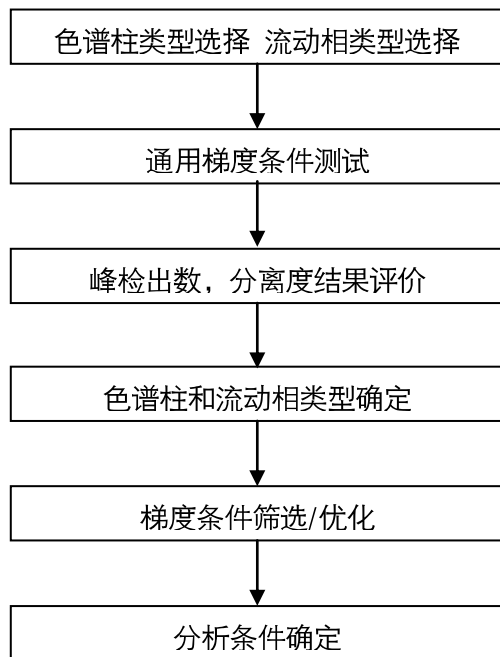 色谱柱类型选择 流动相类型选择
通用梯度条件测试
峰检出数，分离度结果评价
色谱柱和流动相类型确定
梯度条件筛选/优化
分析条件确定